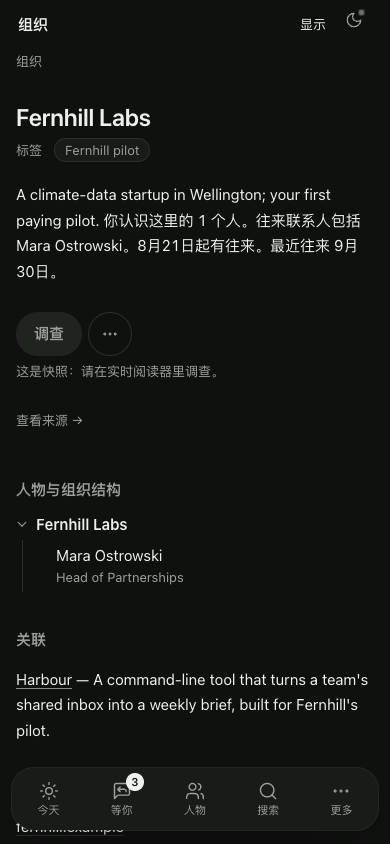 组织
显示
组织
Fernhill Labs
标签 Fernhill pilot
A climate-data startup in Wellington; your first
paying pilot. 你认识这里的 1 个人。往来联系人包括
Mara Ostrowski。8月21日起有往来。最近往来 9月
30日。
调查
这是快照：请在实时阅读器里调查。
查看来源 →
人物与组织结构
Fernhill Labs
Mara Ostrowski
Head of Partnerships
关联
Harbour — A command-line tool that turns a team's
shared inbox into a weekly brief, built for Fernhill's
pilot.
3
今天 等你 人物 搜索 更多